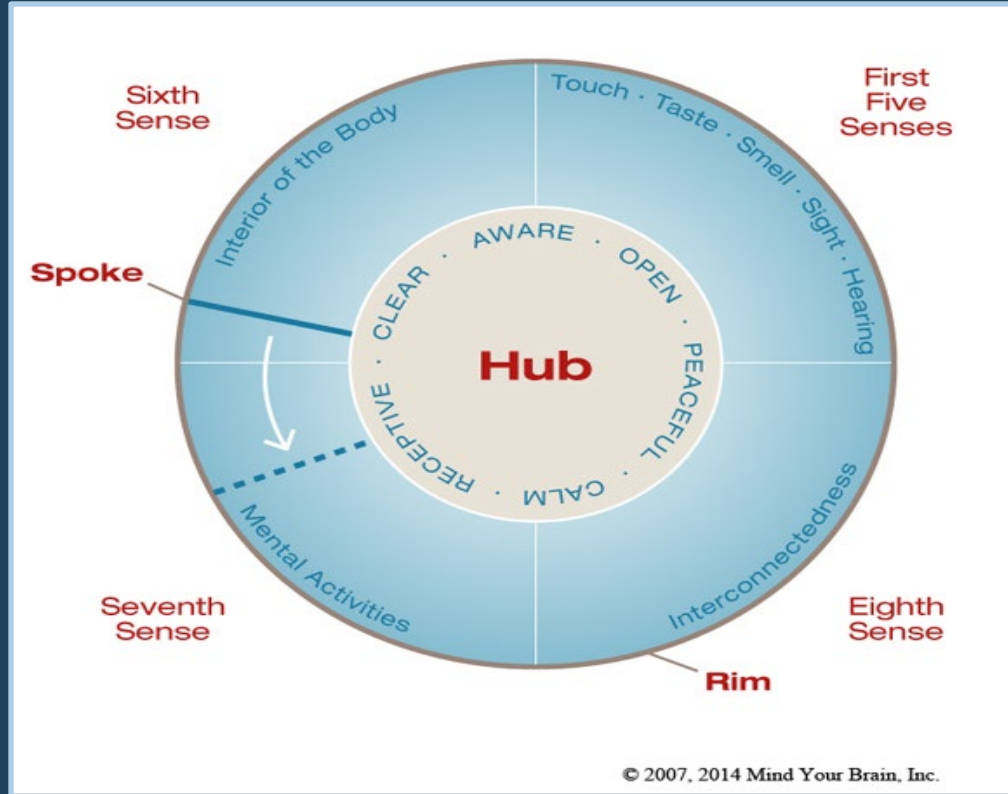 Sixth
Sense
First
Five
Senses
Interior of the Body
Touch · Taste · Smell · Sight · Hearing
Spoke
CLEAR · AWARE · OPEN · PEACEFUL · CALM · RECEPTIVE ·
Hub
Mental Activities
Interconnectedness
Seventh
Sense
Eighth
Sense
Rim
© 2007, 2014 Mind Your Brain, Inc.